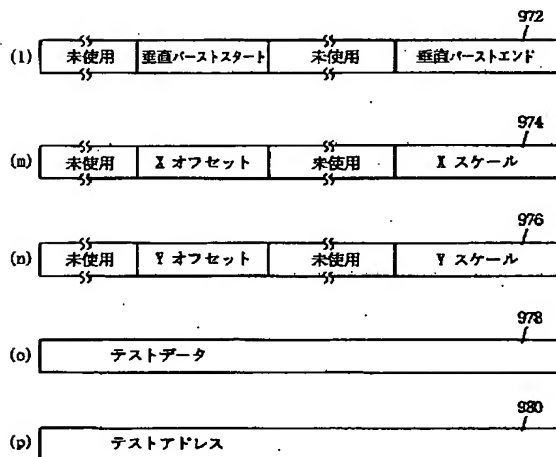 972
(l) 未使用 垂直バーストスタート 未使用 垂直バーストエンド
974
(m) 未使用 X オフセット 未使用 X スケール
976
(n) 未使用 Y オフセット 未使用 Y スケール
978
(o) テストデータ
980
(p) テストアドレス